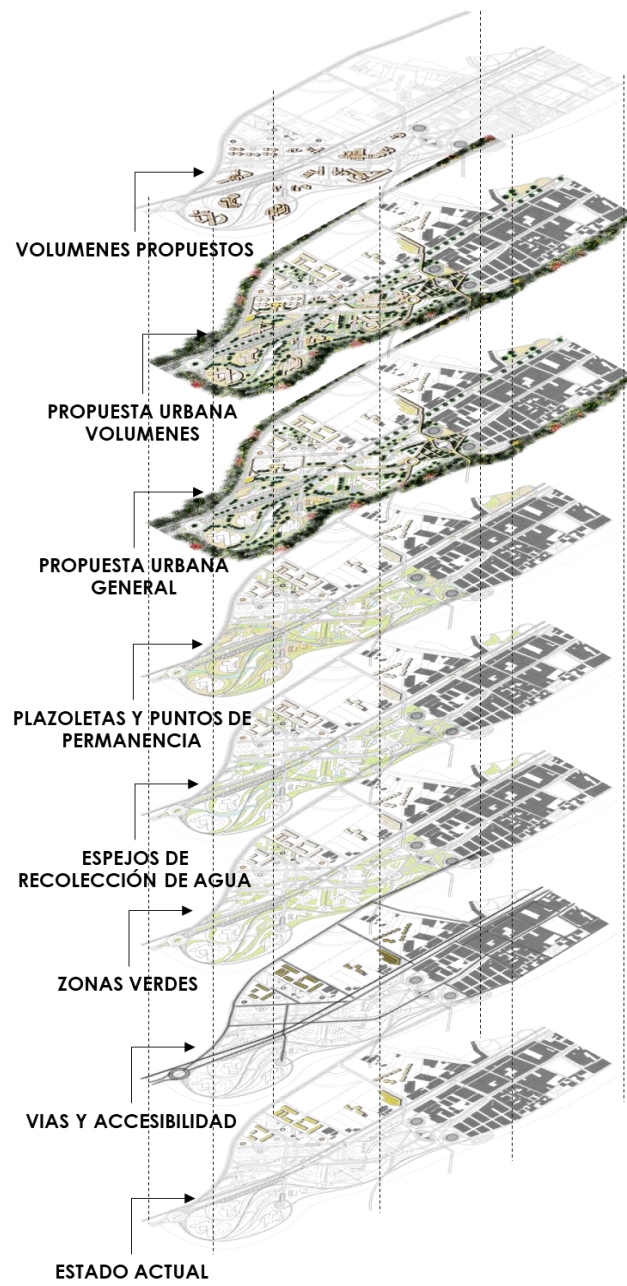 VOLUMENES PROPUESTOS
PROPUESTA URBANA
VOLUMENES
PROPUESTA URBANA
GENERAL
PLAZOLETAS Y PUNTOS DE
PERMANENCIA
ESPEJOS DE
RECOLECCIÓN DE AGUA
ZONAS VERDES
VIAS Y ACCESIBILIDAD
ESTADO ACTUAL